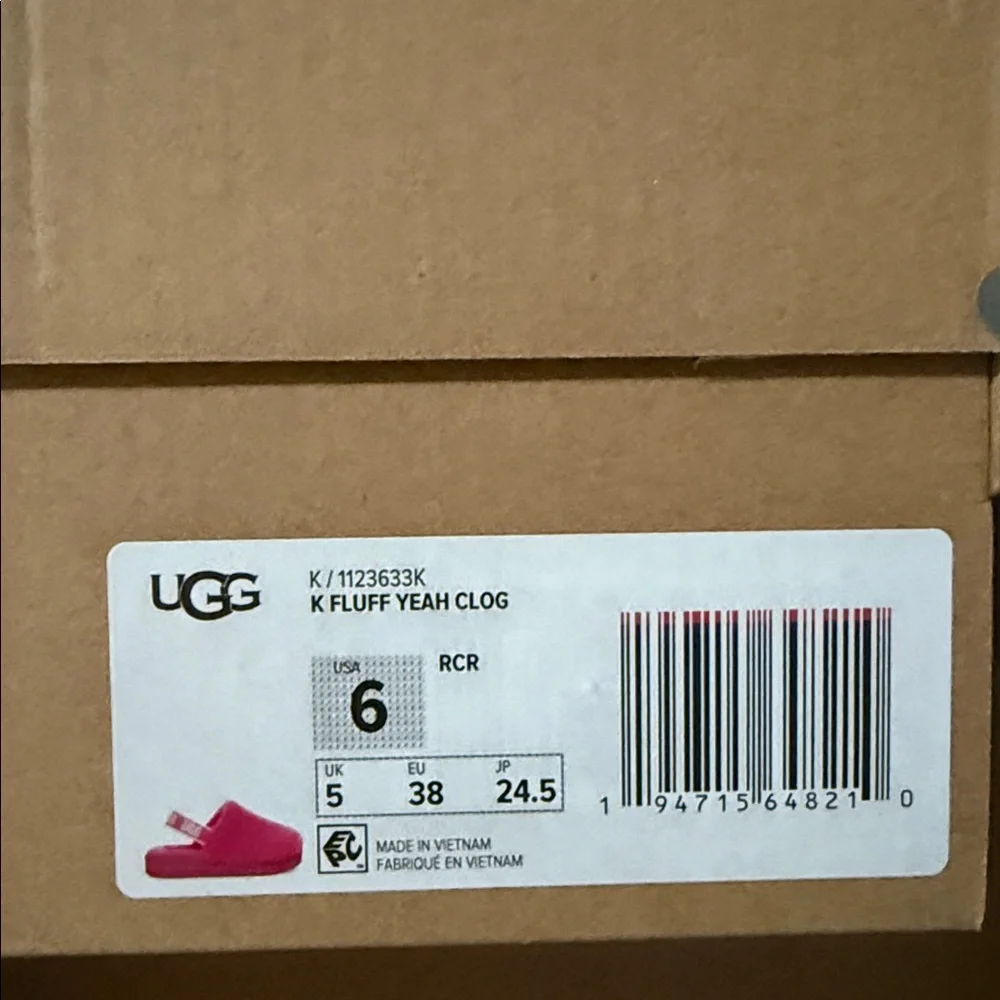 UGG
K / 1123633K
K FLUFF YEAH CLOG
USA
6
RCR
UK
5
EU
38
JP
24.5
MADE IN VIETNAM
FABRIQUÉ EN VIETNAM
1 94715 64821 0